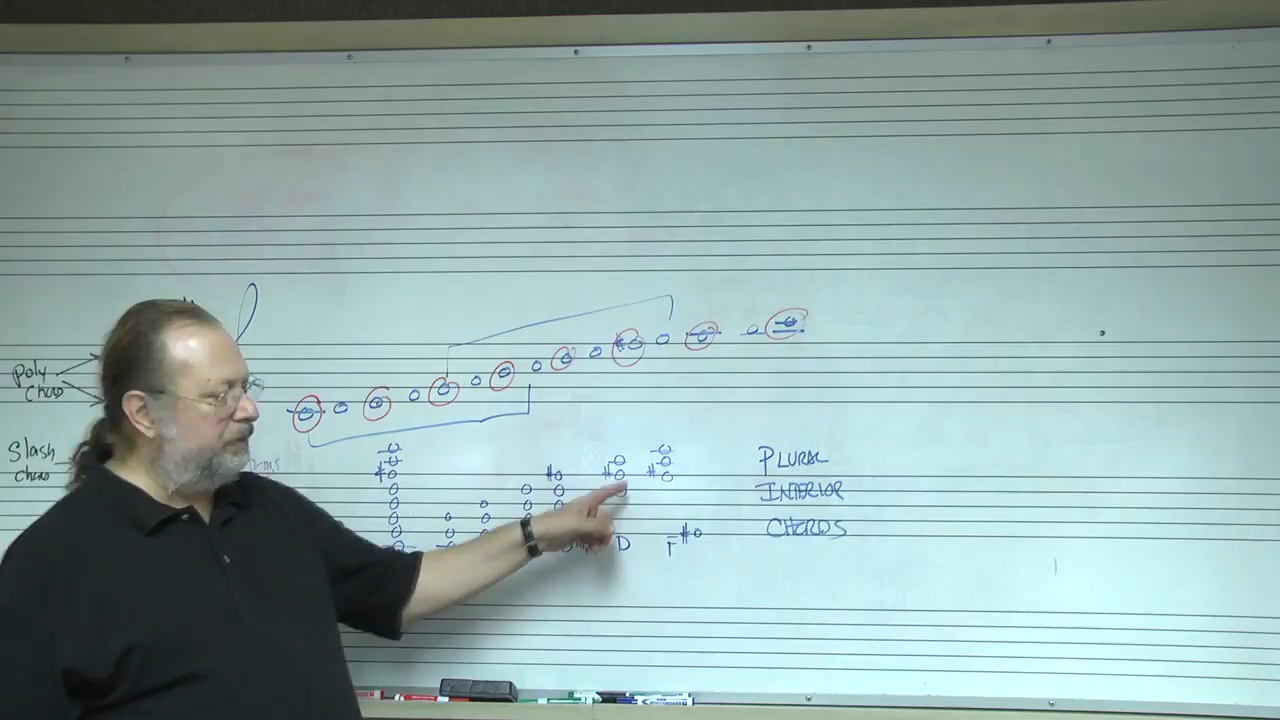 Poly
Chord
Slash
Chord
D
F#o
PLURAL
INTERIOR
CHORDS